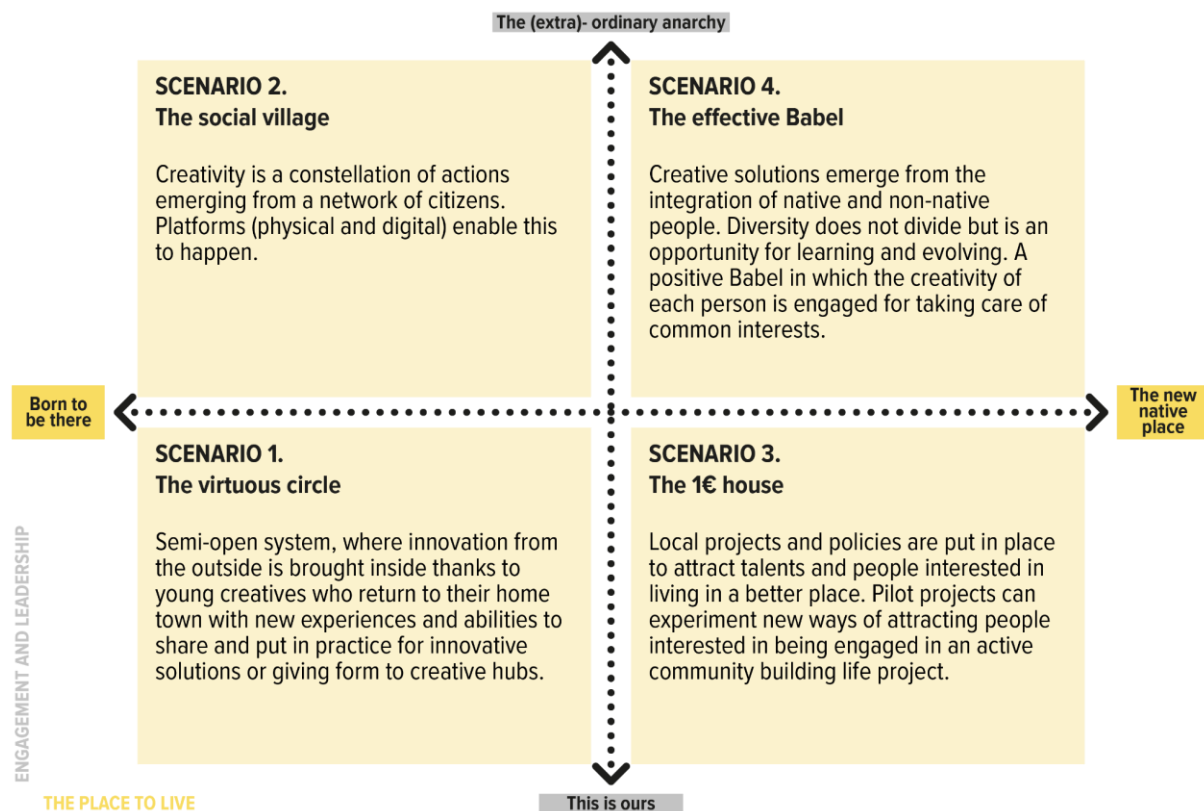 The (extra)- ordinary anarchy
SCENARIO 2.
The social village
Creativity is a constellation of actions
emerging from a network of citizens.
Platforms (physical and digital) enable this
to happen.
SCENARIO 4.
The effective Babel
Creative solutions emerge from the
integration of native and non-native
people. Diversity does not divide but is an
opportunity for learning and evolving. A
positive Babel in which the creativity of
each person is engaged for taking care of
common interests.
Born to
be there
The new
native
place
SCENARIO 1.
The virtuous circle
Semi-open system, where innovation from
the outside is brought inside thanks to
young creatives who return to their home
town with new experiences and abilities to
share and put in practice for innovative
solutions or giving form to creative hubs.
SCENARIO 3.
The 1€ house
Local projects and policies are put in place
to attract talents and people interested in
living in a better place. Pilot projects can
experiment new ways of attracting people
interested in being engaged in an active
community building life project.
ENGAGEMENT AND LEADERSHIP
THE PLACE TO LIVE
This is ours